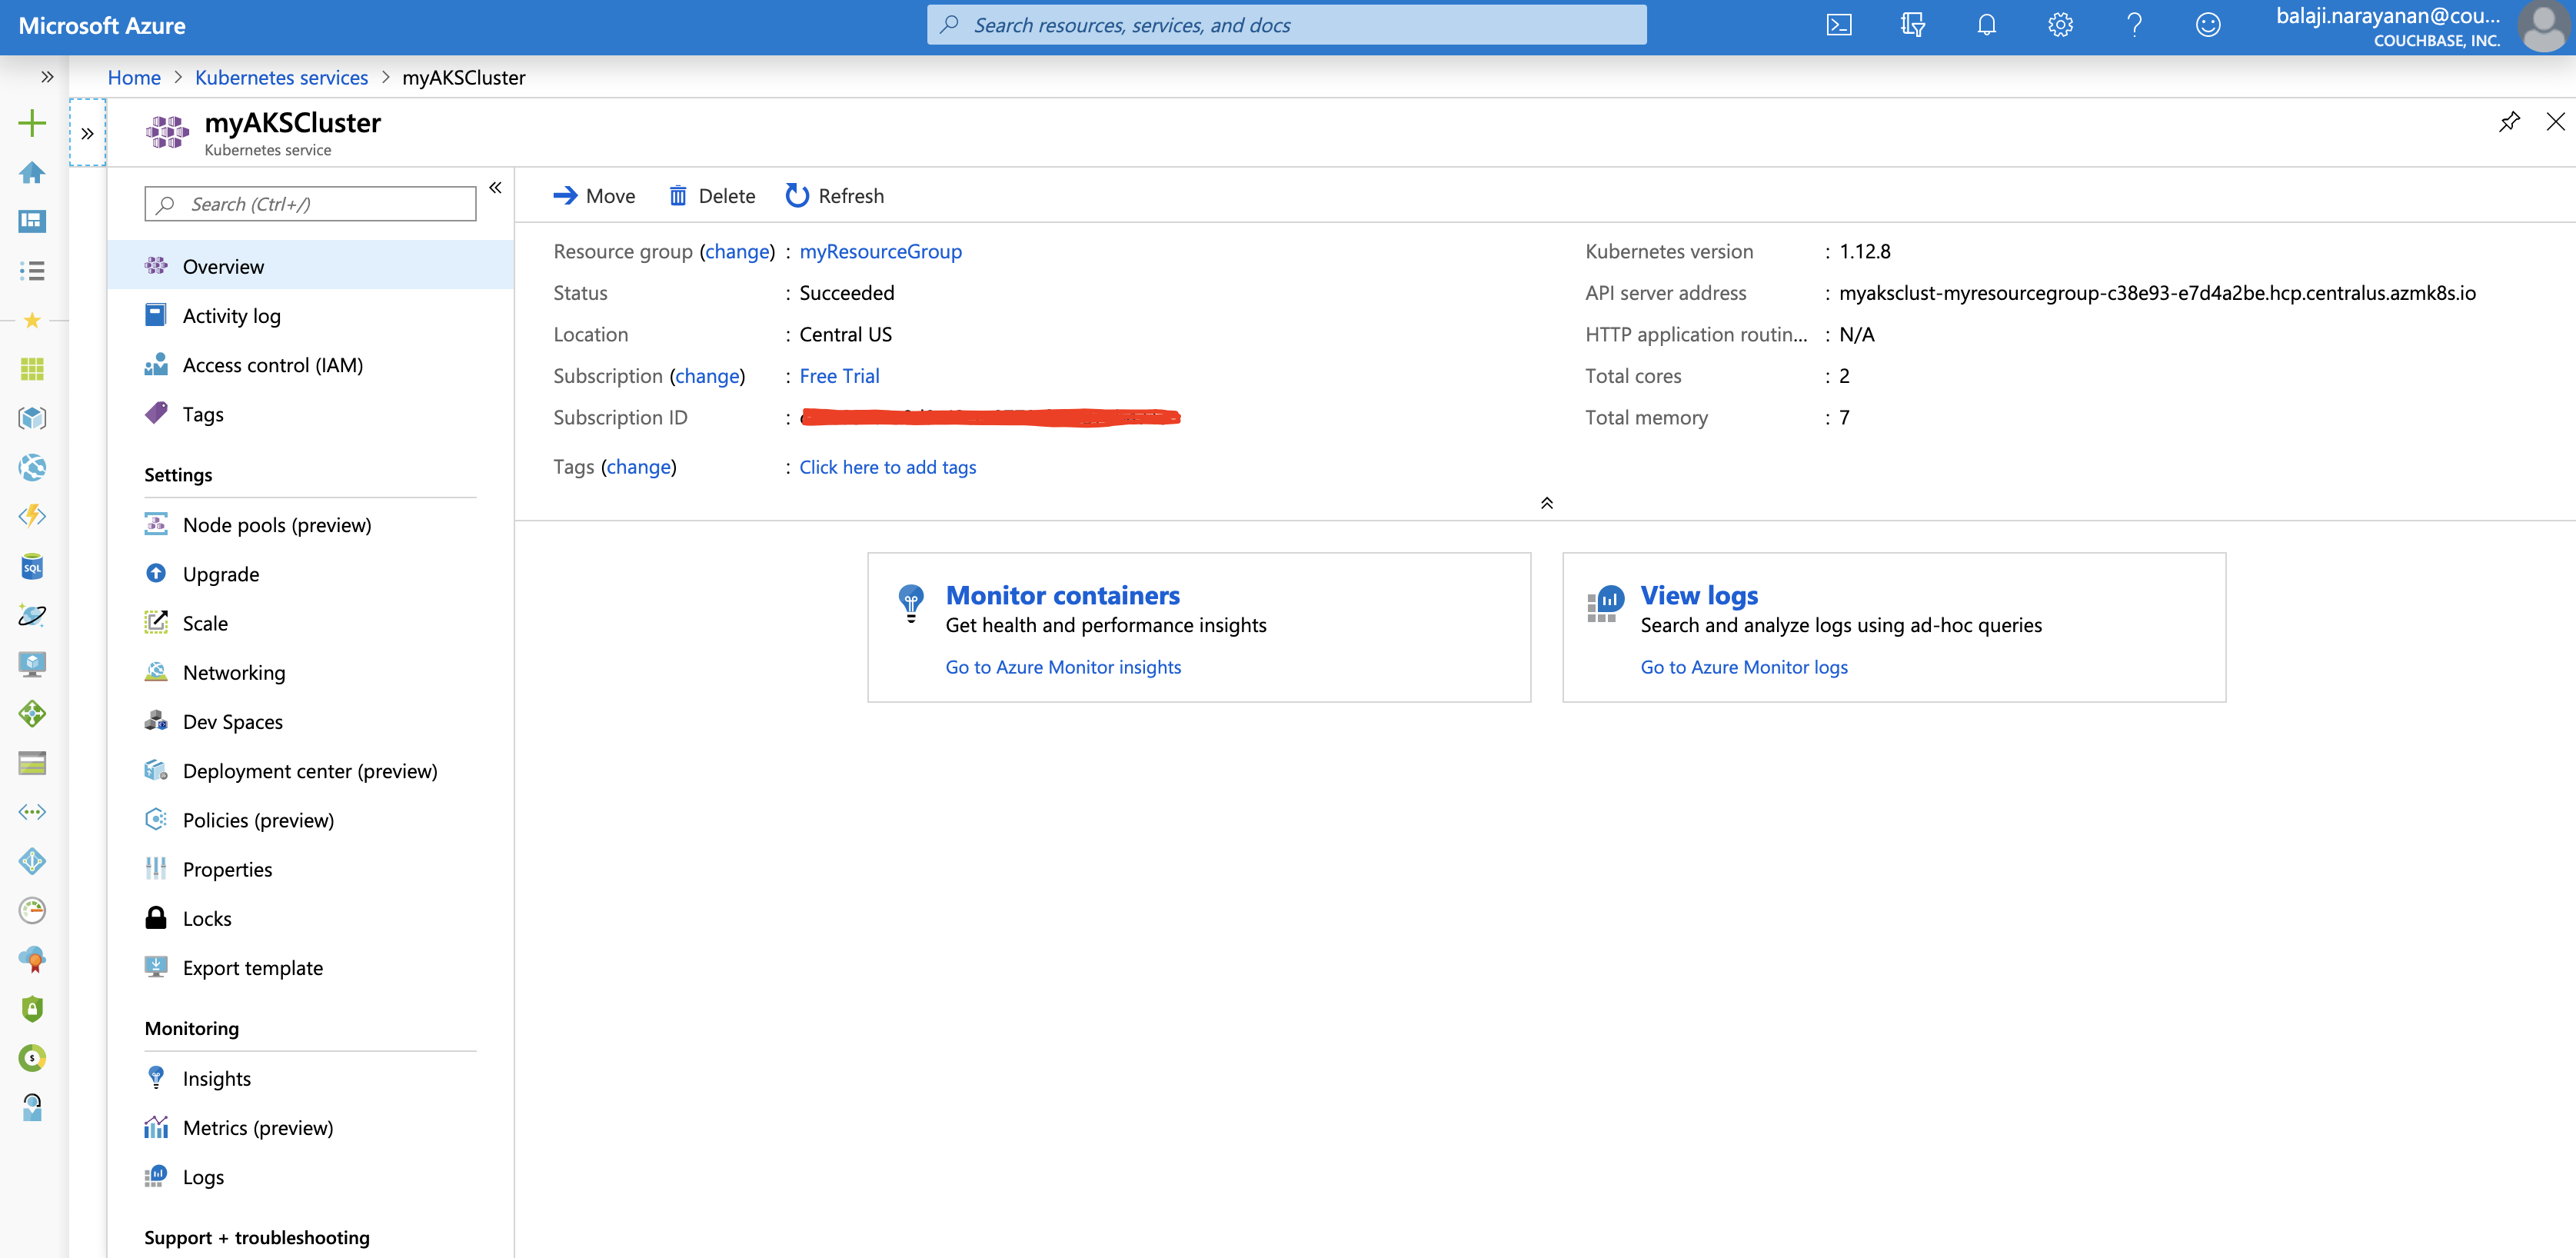 Microsoft Azure
Search resources, services, and docs
balaji.narayanan@cou...
COUCHBASE, INC.
Home > Kubernetes services > myAKSCluster
myAKSCluster
Kubernetes service
Search (Ctrl+/)
Overview
Activity log
Access control (IAM)
Tags
Settings
Node pools (preview)
Upgrade
Scale
Networking
Dev Spaces
Deployment center (preview)
Policies (preview)
Properties
Locks
Export template
Monitoring
Insights
Metrics (preview)
Logs
Support + troubleshooting
Move Delete Refresh
Resource group (change) : myResourceGroup
Status : Succeeded
Location : Central US
Subscription (change) : Free Trial
Subscription ID :
Tags (change) : Click here to add tags
Kubernetes version : 1.12.8
API server address : myaksclust-myresourcegroup-c38e93-e7d4a2be.hcp.centralus.azmk8s.io
HTTP application routin... : N/A
Total cores : 2
Total memory : 7
Monitor containers
Get health and performance insights
Go to Azure Monitor insights
View logs
Search and analyze logs using ad-hoc queries
Go to Azure Monitor logs
SQL